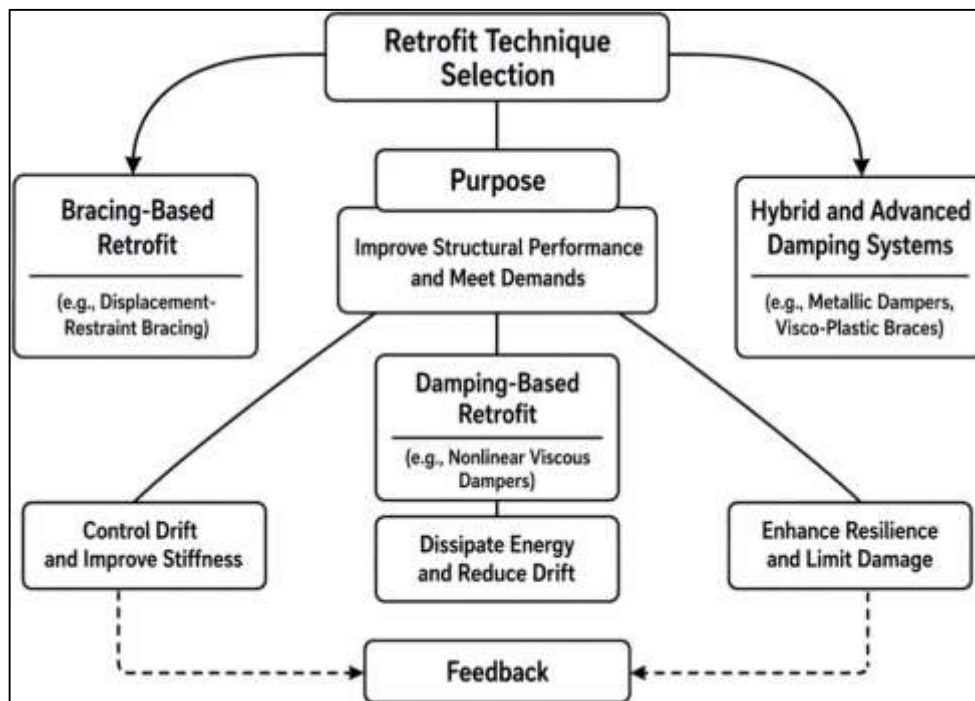 Retrofit Technique
Selection
Purpose
Improve Structural Performance
and Meet Demands
Bracing-Based
Retrofit
(e.g., Displacement-
Restraint Bracing)
Hybrid and Advanced
Damping Systems
(e.g., Metallic Dampers,
Visco-Plastic Braces)
Damping-Based
Retrofit
(e.g., Nonlinear Viscous
Dampers)
Control Drift
and Improve Stiffness
Dissipate Energy
and Reduce Drift
Enhance Resilience
and Limit Damage
Feedback